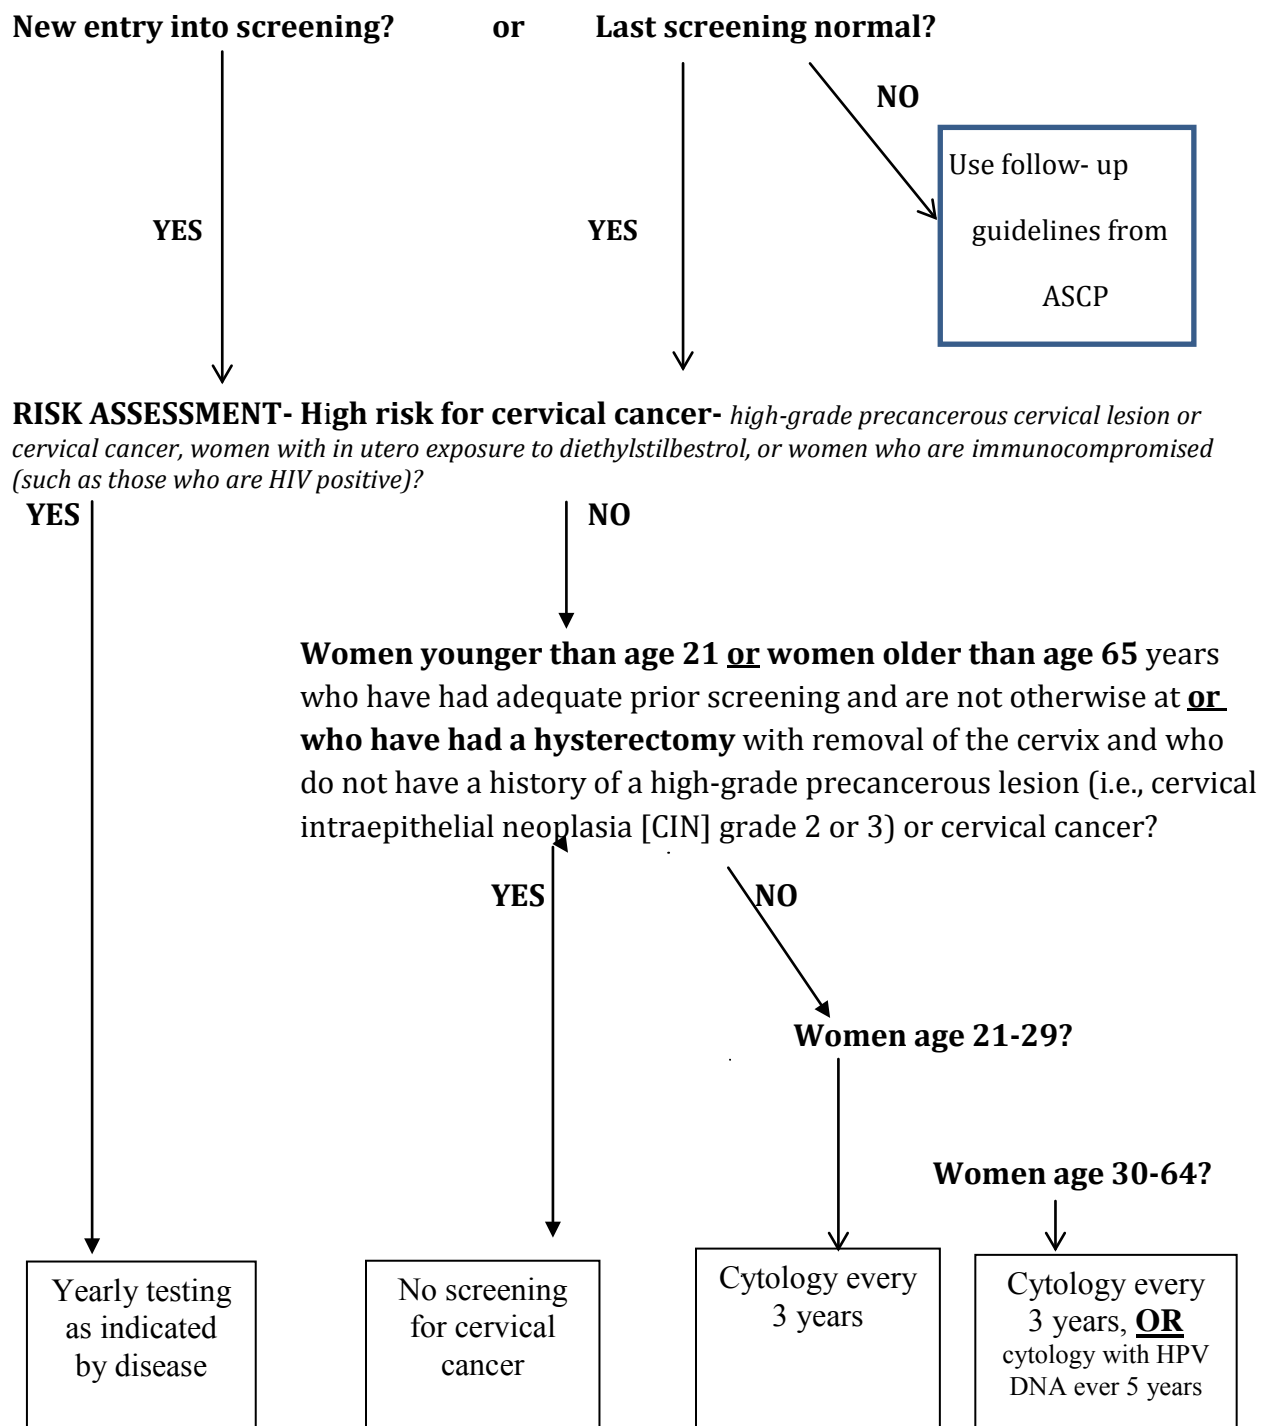 New entry into screening? or Last screening normal?
NO
Use follow- up
guidelines from
ASCP
YES
YES
RISK ASSESSMENT- High risk for cervical cancer- high-grade precancerous cervical lesion or
cervical cancer, women with in utero exposure to diethylstilbestrol, or women who are immunocompromised
(such as those who are HIV positive)?
YES
NO
Women younger than age 21 or women older than age 65 years
who have had adequate prior screening and are not otherwise at or
who have had a hysterectomy with removal of the cervix and who
do not have a history of a high-grade precancerous lesion (i.e., cervical
intraepithelial neoplasia [CIN] grade 2 or 3) or cervical cancer?
YES
NO
Women age 21-29?
Women age 30-64?
Yearly testing
as indicated
by disease
No screening
for cervical
cancer
Cytology every
3 years
Cytology every
3 years, OR
cytology with HPV
DNA ever 5 years